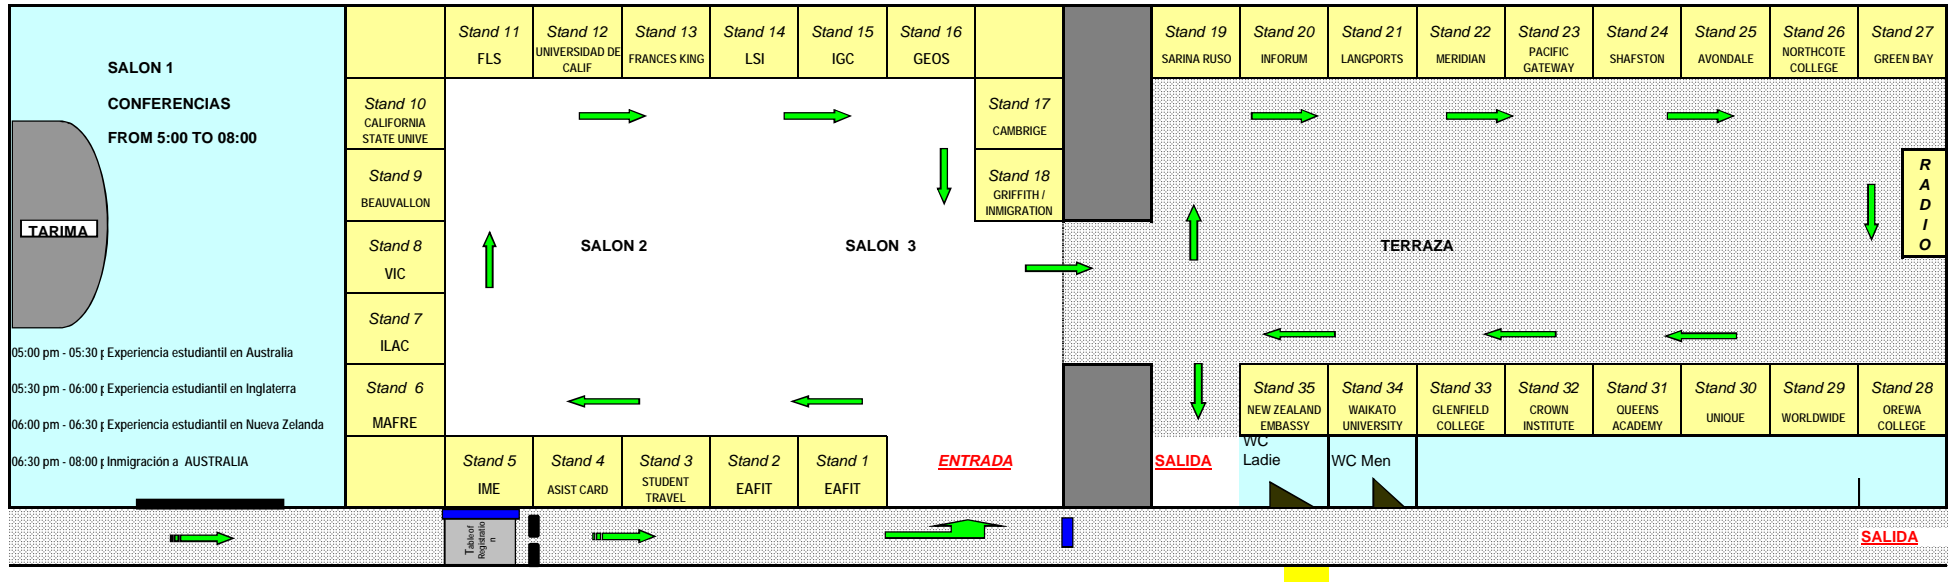 SALON 1
CONFERENCIAS
FROM 5:00 TO 08:00
TARIMA
05:00 pm - 05:30 p Experiencia estudiantil en Australia
05:30 pm - 06:00 p Experiencia estudiantil en Inglaterra
06:00 pm - 06:30 p Experiencia estudiantil en Nueva Zelanda
06:30 pm - 08:00 p Inmigración a AUSTRALIA
Stand 11
FLS
Stand 12
UNIVERSIDAD DE
CALIF
Stand 13
FRANCES KING
Stand 14
LSI
Stand 15
IGC
Stand 16
GEOS
Stand 10
CALIFORNIA
STATE UNIVE
Stand 9
BEAUVALLON
Stand 8
VIC
Stand 7
ILAC
Stand 6
MAFRE
Stand 17
CAMBRIGE
Stand 18
GRIFFITH /
INMIGRATION
SALON 2
SALON 3
Stand 5
IME
Stand 4
ASIST CARD
Stand 3
STUDENT
TRAVEL
Stand 2
EAFIT
Stand 1
EAFIT
ENTRADA
Stand 19
SARINA RUSO
Stand 20
INFORUM
Stand 21
LANGPORTS
Stand 22
MERIDIAN
Stand 23
PACIFIC
GATEWAY
Stand 24
SHAFSTON
Stand 25
AVONDALE
Stand 26
NORTHCOTE
COLLEGE
Stand 27
GREEN BAY
R
A
D
I
O
TERRAZA
Stand 35
NEW ZEALAND
EMBASSY
Stand 34
WAIKATO
UNIVERSITY
Stand 33
GLENFIELD
COLLEGE
Stand 32
CROWN
INSTITUTE
Stand 31
QUEENS
ACADEMY
Stand 30
UNIQUE
Stand 29
WORLDWIDE
Stand 28
OREWA
COLLEGE
SALIDA
WC
Ladie
WC Men
Table of
Registratio
n
SALIDA